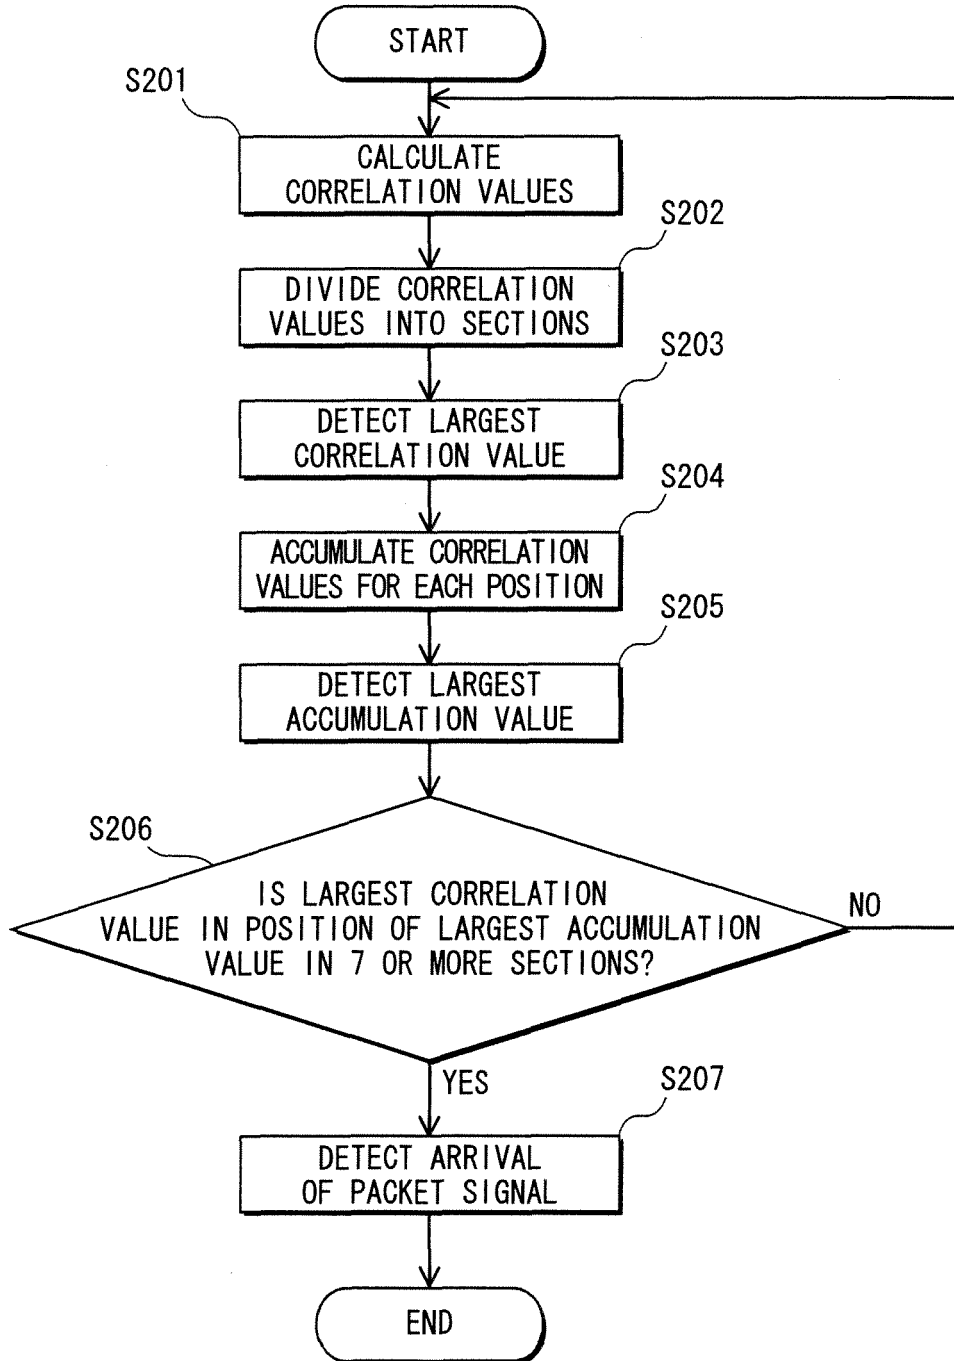 START
S201
CALCULATE
CORRELATION VALUES
S202
DIVIDE CORRELATION
VALUES INTO SECTIONS
S203
DETECT LARGEST
CORRELATION VALUE
S204
ACCUMULATE CORRELATION
VALUES FOR EACH POSITION
S205
DETECT LARGEST
ACCUMULATION VALUE
S206
IS LARGEST CORRELATION
VALUE IN POSITION OF LARGEST ACCUMULATION
VALUE IN 7 OR MORE SECTIONS?
NO
YES
S207
DETECT ARRIVAL
OF PACKET SIGNAL
END